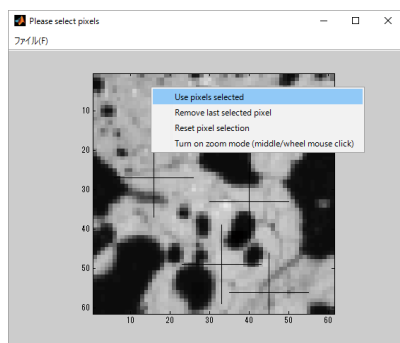 Please select pixels
ファイル(F)
Use pixels selected
Remove last selected pixel
Reset pixel selection
Turn on zoom mode (middle/wheel mouse click)
10
20
30
40
50
60
10 20 30 40 50 60